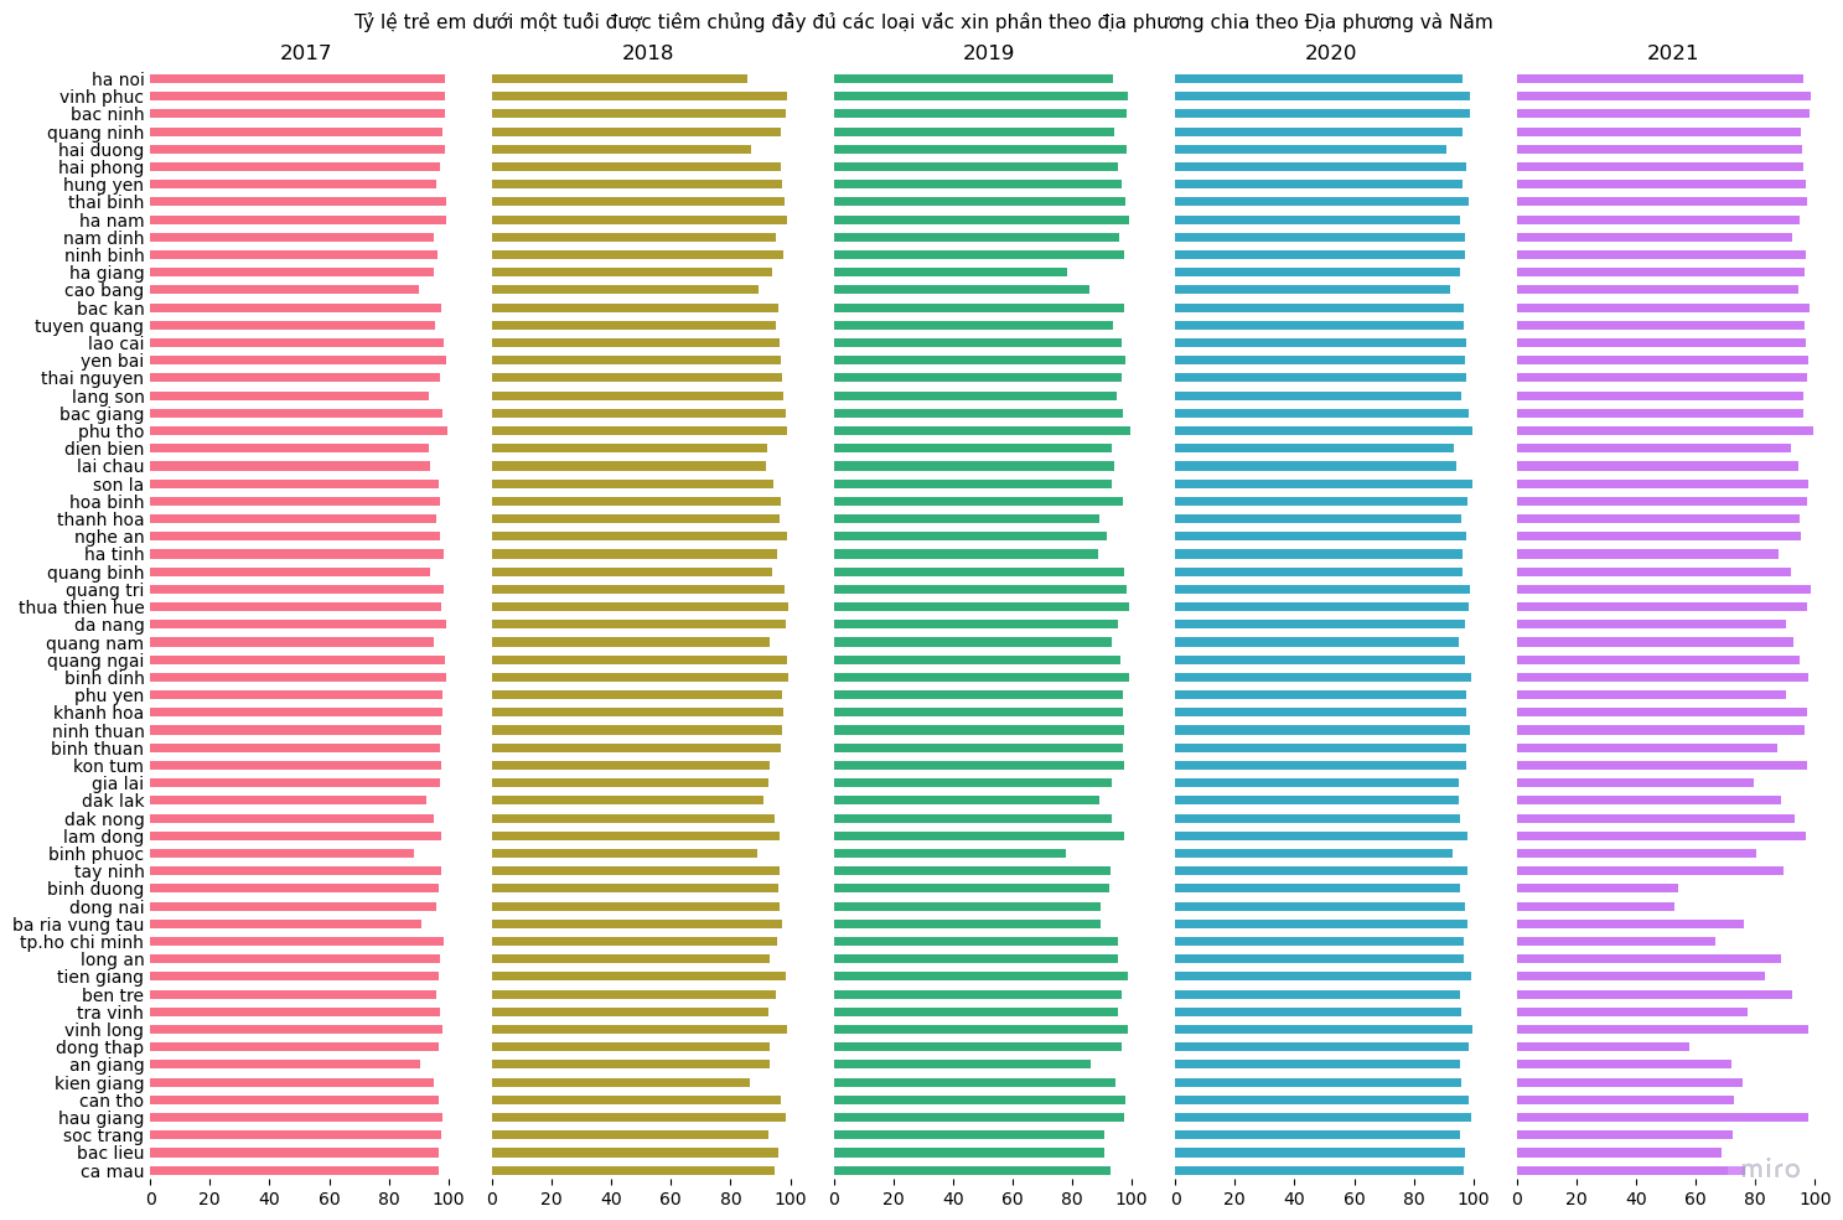 Tỷ lệ trẻ em dưới một tuổi được tiêm chủng đầy đủ các loại vắc xin phân theo địa phương chia theo Địa phương và Năm
2017 2018 2019 2020 2021
ha noi
vinh phuc
bac ninh
quang ninh
hai duong
hai phong
hung yen
thai binh
ha nam
nam dinh
ninh binh
ha giang
cao bang
bac kan
tuyen quang
lao cai
yen bai
thai nguyen
lang son
bac giang
phu tho
dien bien
lai chau
son la
hoa binh
thanh hoa
nghe an
ha tinh
quang binh
quang tri
thua thien hue
da nang
quang nam
quang ngai
binh dinh
phu yen
khanh hoa
ninh thuan
binh thuan
kon tum
gia lai
dak lak
dak nong
lam dong
binh phuoc
tay ninh
binh duong
dong nai
ba ria vung tau
tp.ho chi minh
long an
tien giang
ben tre
tra vinh
vinh long
dong thap
an giang
kien giang
can tho
hau giang
soc trang
bac lieu
ca mau
miro
0 20 40 60 80 100 0 20 40 60 80 100 0 20 40 60 80 100 0 20 40 60 80 100 0 20 40 60 80 100